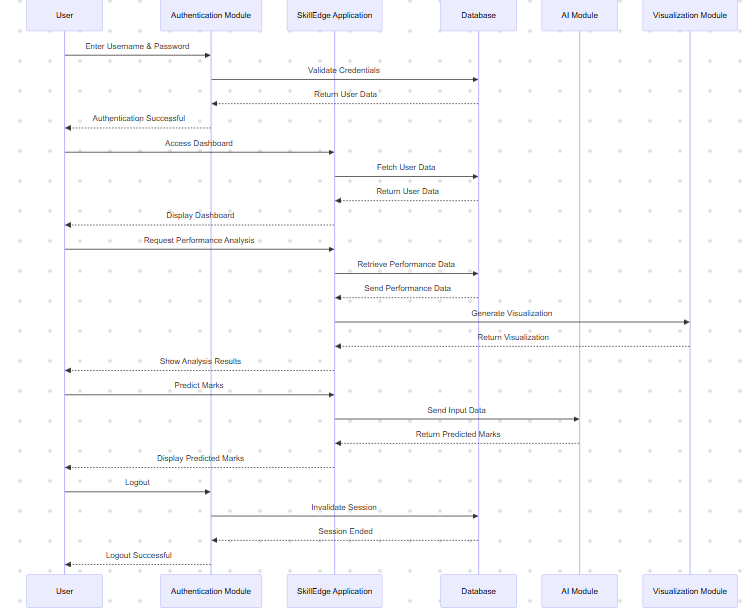 User
Authentication Module
SkillEdge Application
Database
AI Module
Visualization Module
Enter Username & Password
Validate Credentials
Return User Data
Authentication Successful
Access Dashboard
Fetch User Data
Return User Data
Display Dashboard
Request Performance Analysis
Retrieve Performance Data
Send Performance Data
Generate Visualization
Return Visualization
Show Analysis Results
Predict Marks
Send Input Data
Return Predicted Marks
Display Predicted Marks
Logout
Invalidate Session
Session Ended
Logout Successful
User
Authentication Module
SkillEdge Application
Database
AI Module
Visualization Module